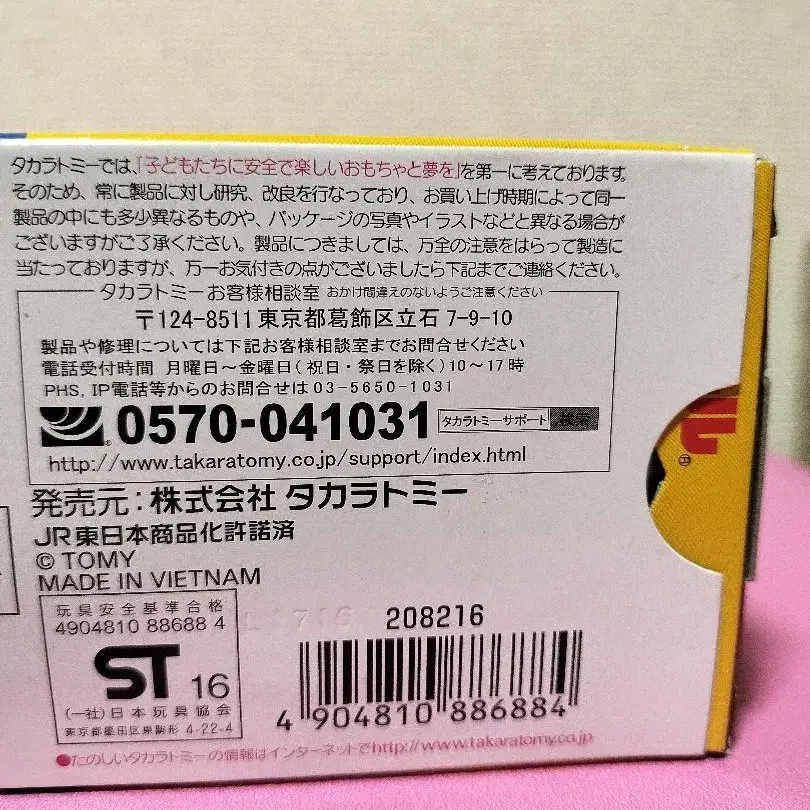 タカラトミーでは、「子どもたちに安全で楽しいおもちゃと夢を」を第一に考えております。
そのため、常に製品に対し研究、改良を行なっており、お買い上げ時期によって同一
製品の中にも多少異なるものや、パッケージの写真やイラストなどと異なる場合が
ございますがご了承ください。製品につきましては、万全の注意をはらって製造に
当たっておりますが、万一お気付きの点がございましたら下記までご連絡ください。
タカラトミーお客様相談室 おかけ間違えのないようご注意ください
〒124-8511 東京都葛飾区立石 7-9-10
製品や修理については下記お客様相談室までお問合せください
電話受付時間 月曜日～金曜日(祝日・祭日を除く)10～17時
PHS, IP電話等からのお問合せは 03-5650-1031
0570-041031 タカラトミーサポート 検索
http://www.takaratomy.co.jp/support/index.html
発売元：株式会社 タカラトミー
JR東日本商品化許諾済
© TOMY
MADE IN VIETNAM
玩具安全基準合格
4904810 88688 4
ST 16
(一社)日本玩具協会
東京都墨田区東駒形 4-22-4
208216
4 904810 886884
●たのしいタカラトミーの情報はインターネットでhttp://www.takaratomy.co.jp